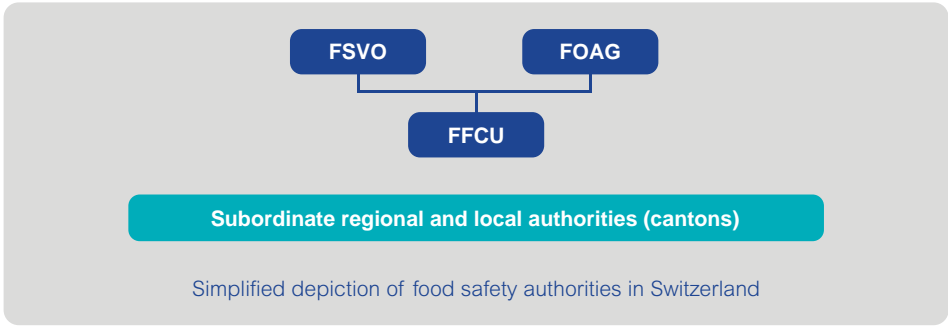 FSVO FOAG
FFCU
Subordinate regional and local authorities (cantons)
Simplified depiction of food safety authorities in Switzerland